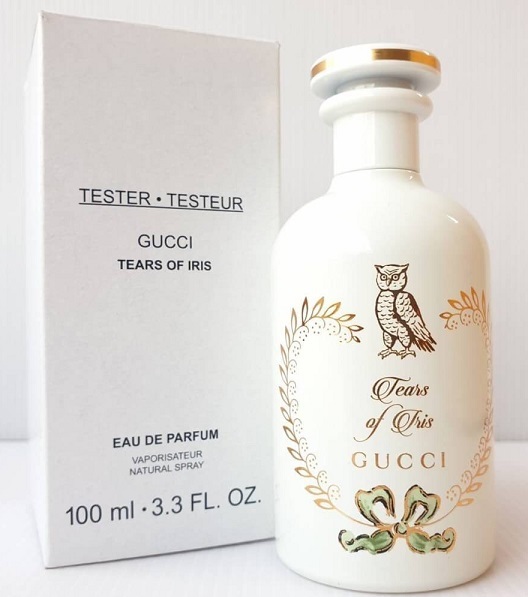 TESTER • TESTEUR
GUCCI
TEARS OF IRIS
EAU DE PARFUM
VAPORISATEUR
NATURAL SPRAY
100 ml • 3.3 FL. OZ.
Tears
of Iris
GUCCI